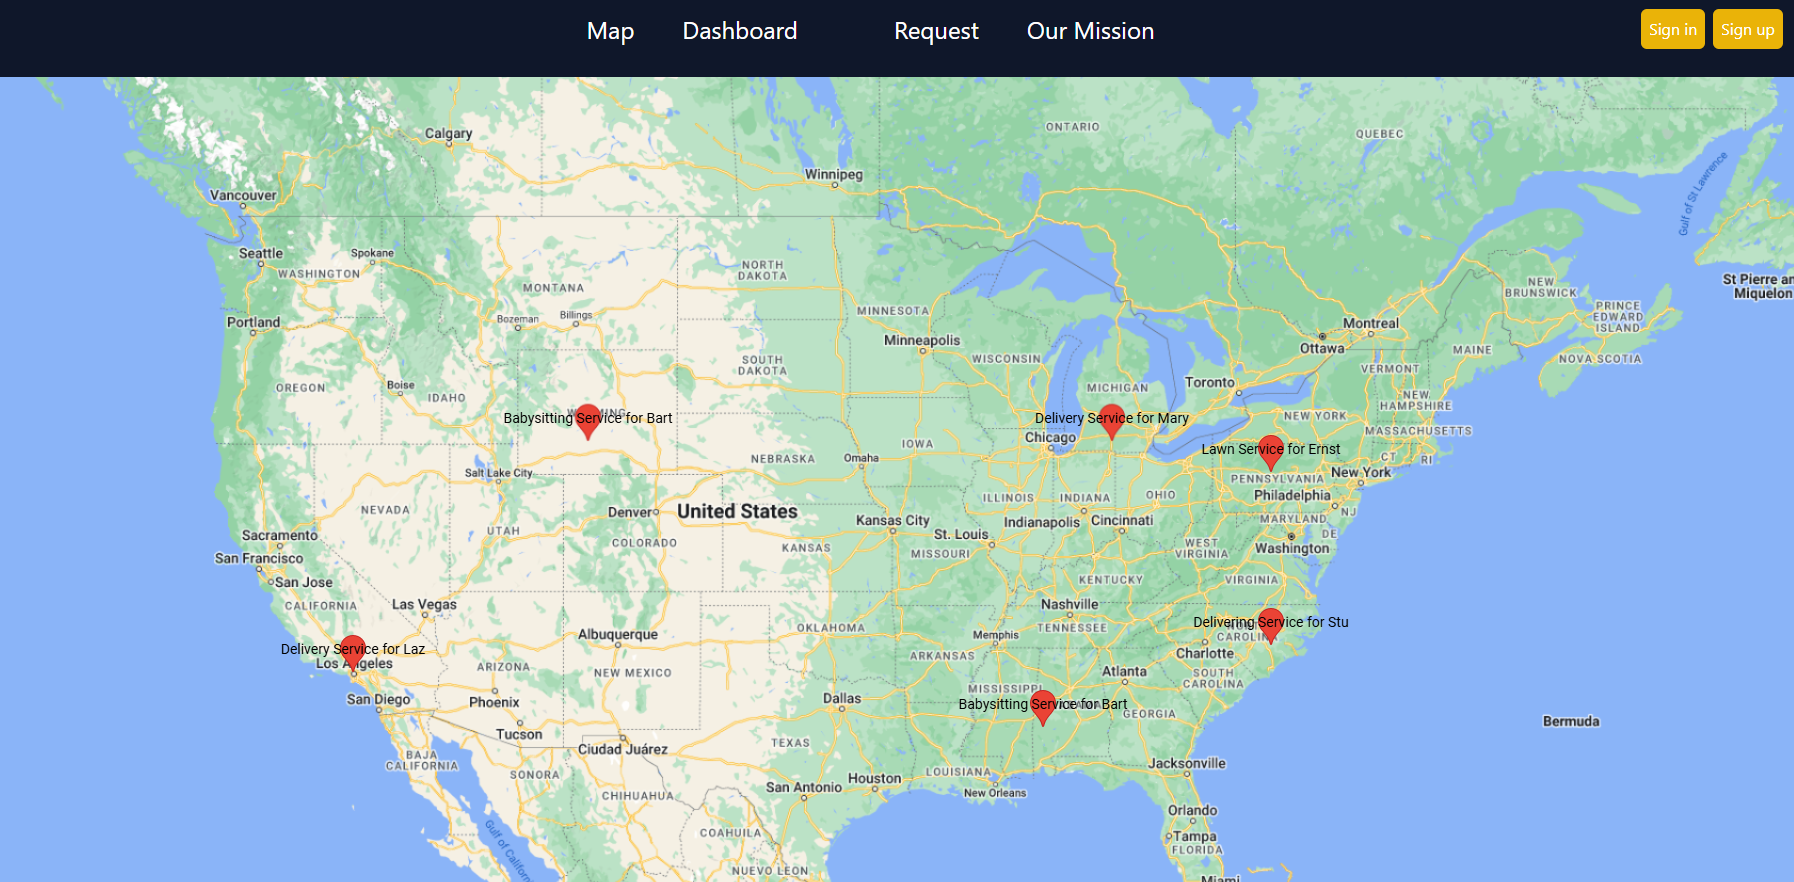 Map
Dashboard
Request
Our Mission
Sign in
Sign up
ONTARIO
QUEBEC
Calgary
Winnipeg
Gulf of St Lawrence
Vancouver
Seattle
Spokane
WASHINGTON
NORTH
DAKOTA
MONTANA
NEW
BRUNSWICK
St Pierre an
Miquelon
PRINCE
EDWARD
ISLAND
Bozeman
Billings
MINNESOTA
Portland
Montreal
Ottawa
Minneapolis
WISCONSIN
MAINE
NOVA SCOTIA
SOUTH
DAKOTA
VERMONT
OREGON
Boise
IDAHO
MICHIGAN
Toronto
NEW
HAMPSHIRE
Babysitting Service for Bart
Delivery Service for Mary
NEW YORK
MASSACHUSETTS
Chicago
IOWA
Lawn Service for Ernst
CT
RI
NEBRASKA
Omaha
Salt Lake City
New York
PENNSYLVANIA
Philadelphia
ILLINOIS
INDIANA
OHIO
NEVADA
Denver
United States
NJ
Kansas City
Indianapolis
Cincinnati
MARYLAND
Sacramento
UTAH
COLORADO
KANSAS
St. Louis
MISSOURI
WEST
VIRGINIA
DE
Washington
San Francisco
San Jose
KENTUCKY
VIRGINIA
CALIFORNIA
Las Vegas
Nashville
Albuquerque
OKLAHOMA
Memphis
TENNESSEE
Delivering Service for Stu
CAROLINA
Delivery Service for Laz
Los Angeles
ARKANSAS
Charlotte
ARIZONA
NEW MEXICO
Atlanta
SOUTH
CAROLINA
San Diego
Phoenix
Dallas
MISSISSIPPI
Babysitting Service for Bart
GEORGIA
Bermuda
Tucson
Ciudad Juárez
TEXAS
BAJA
CALIFORNIA
SONORA
Houston
LOUISIANA
Jacksonville
San Antonio
New Orleans
CHIHUAHUA
Orlando
Gulf of California
COAHUILA
Tampa
FLORIDA
NUEVO LEON
Miami